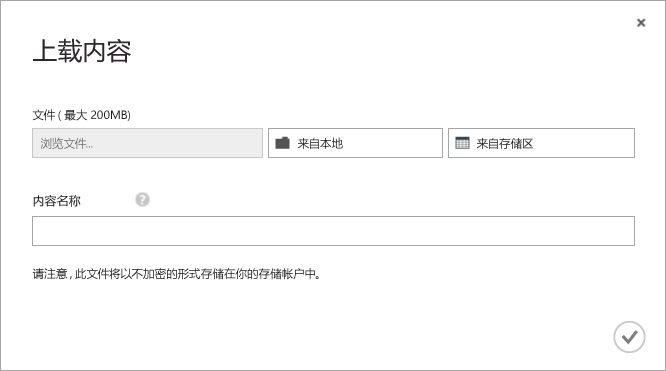 上载内容
文件 ( 最大 200MB)
浏览文件... 来自本地 来自存储区
内容名称 ?
请注意 , 此文件将以不加密的形式存储在你的存储帐户中。